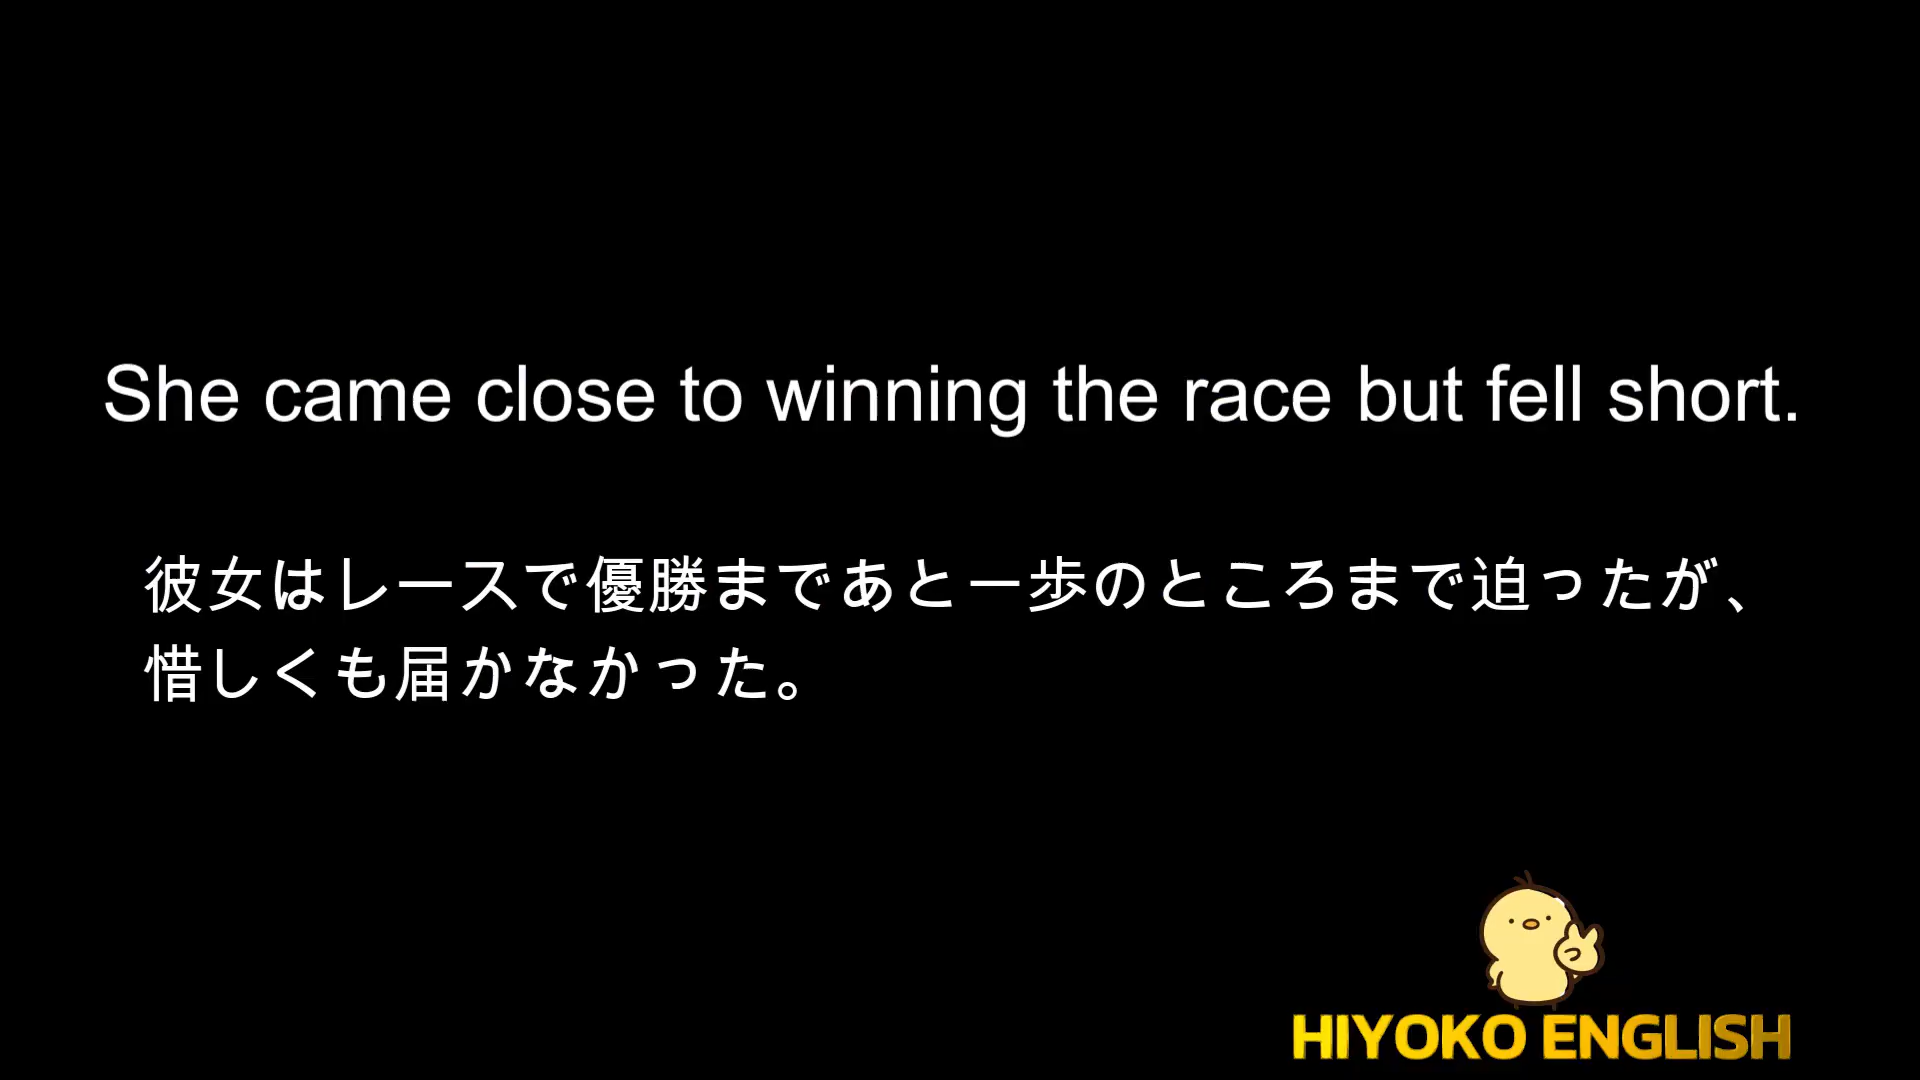 She came close to winning the race but fell short.
彼女はレースで優勝まであと一歩のところまで迫ったが、
惜しくも届かなかった。
HIYOKO ENGLISH